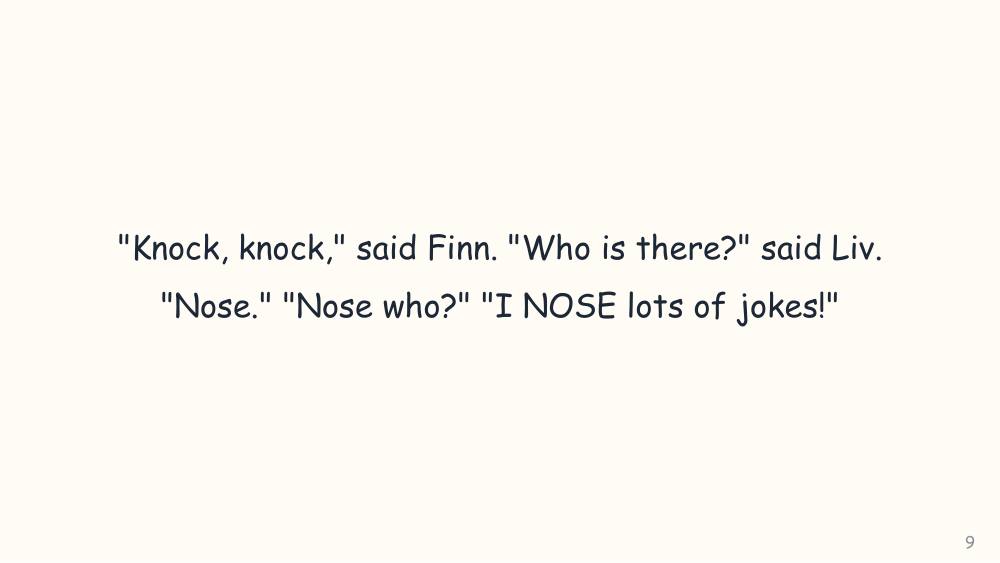 "Knock, knock," said Finn. "Who is there?" said Liv.
"Nose." "Nose who?" "I NOSE lots of jokes!"
9